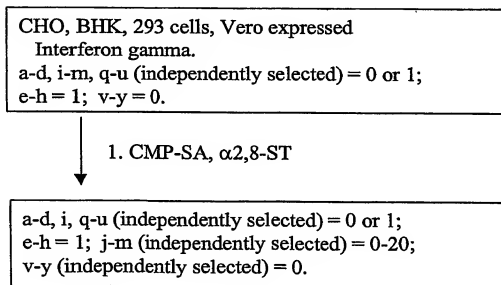 CHO, BHK, 293 cells, Vero expressed
Interferon gamma.
a-d, i-m, q-u (independently selected) = 0 or 1;
e-h = 1; v-y = 0.
1. CMP-SA, α2,8-ST
a-d, i, q-u (independently selected) = 0 or 1;
e-h = 1; j-m (independently selected) = 0-20;
v-y (independently selected) = 0.